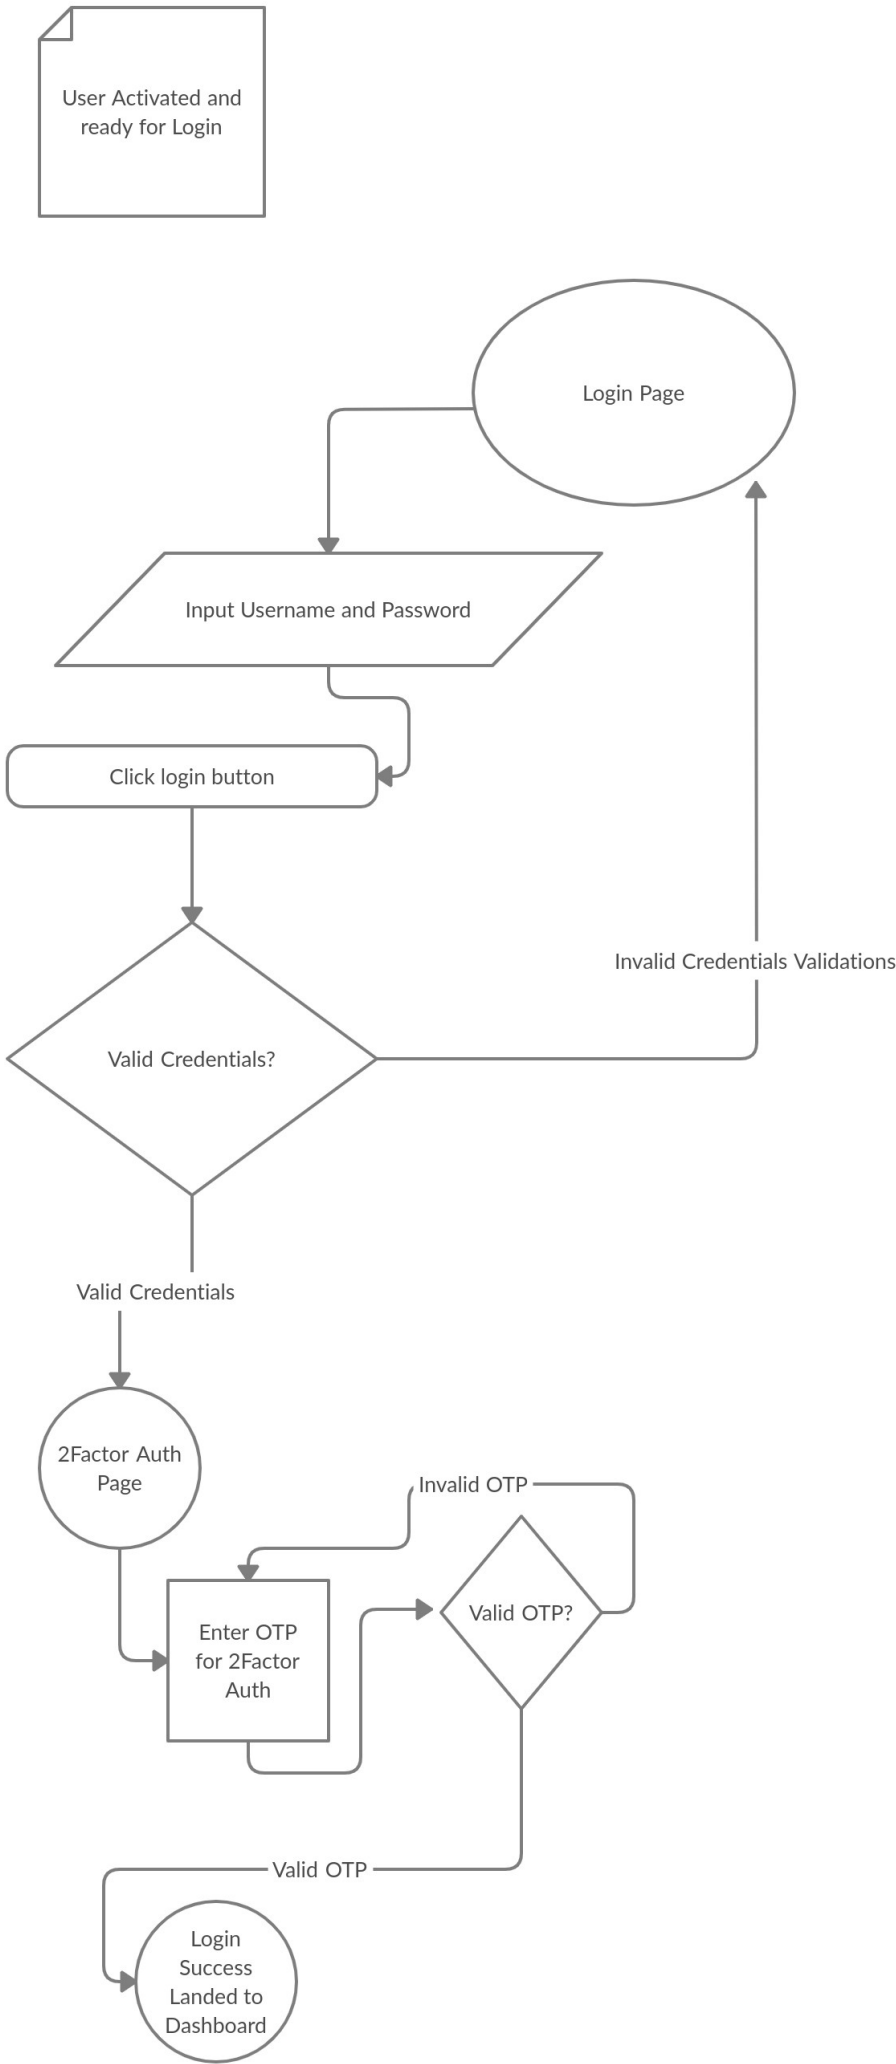 User Activated and
ready for Login
Login Page
Input Username and Password
Click login button
Invalid Credentials Validations
Valid Credentials?
Valid Credentials
2Factor Auth
Page
Invalid OTP
Valid OTP?
Enter OTP
for 2Factor
Auth
Valid OTP
Login
Success
Landed to
Dashboard